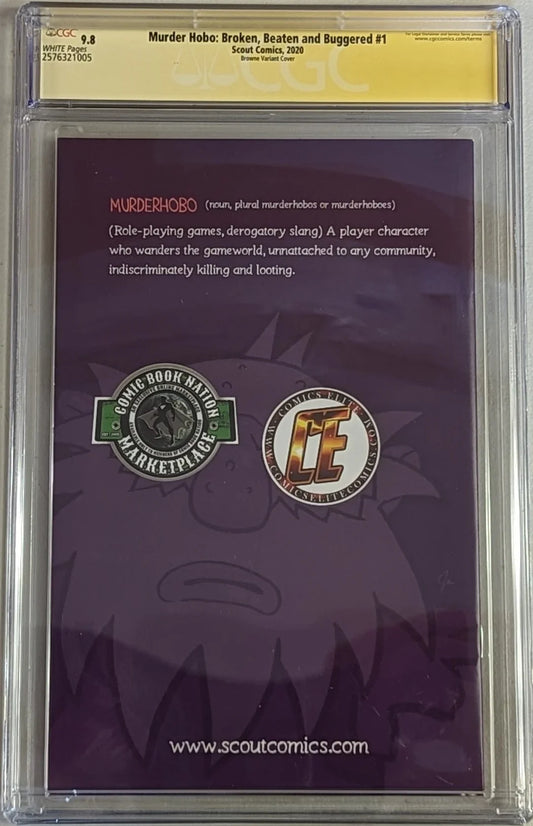 CGC 9.8
Murder Hobo: Broken, Beaten and Buggered #1
WHITE Pages
Scout Comics, 2020
2576321005
Browne Variant Cover
www.cgccomics.com/terms
CGC
MURDERHOBO (noun, plural murderhobos or murderhoboes)
(Role-playing games, derogatory slang) A player character
who wanders the gameworld, unnattached to any community,
indiscriminately killing and looting.
COMIC BOOK NATION
MARKETPLACE
COMICS ELITE
CE
WWW.COMICSELITECOMICS.COM
www.scoutcomics.com